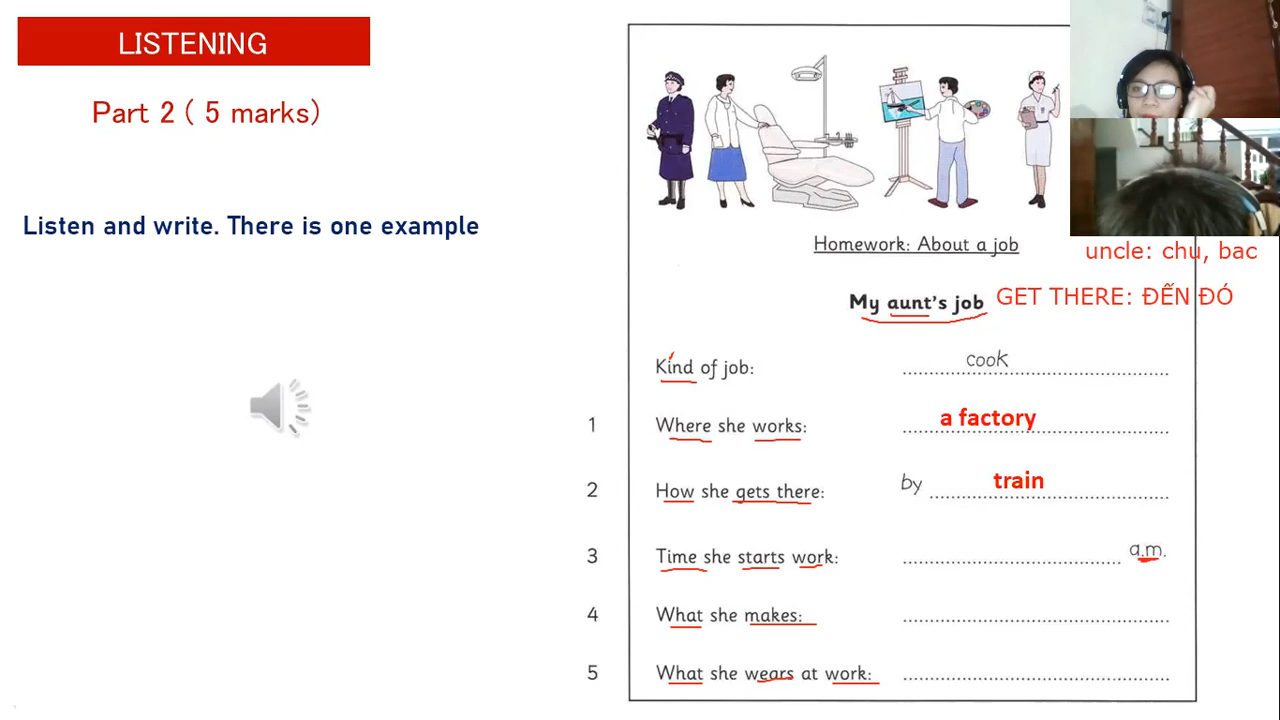 LISTENING
Part 2 ( 5 marks)
Listen and write. There is one example
Homework: About a job
uncle: chu, bac
My aunt's job
GET THERE: ĐẾN ĐÓ
Kind of job: cook
1 Where she works: a factory
2 How she gets there: by train
3 Time she starts work: a.m.
4 What she makes:
5 What she wears at work: